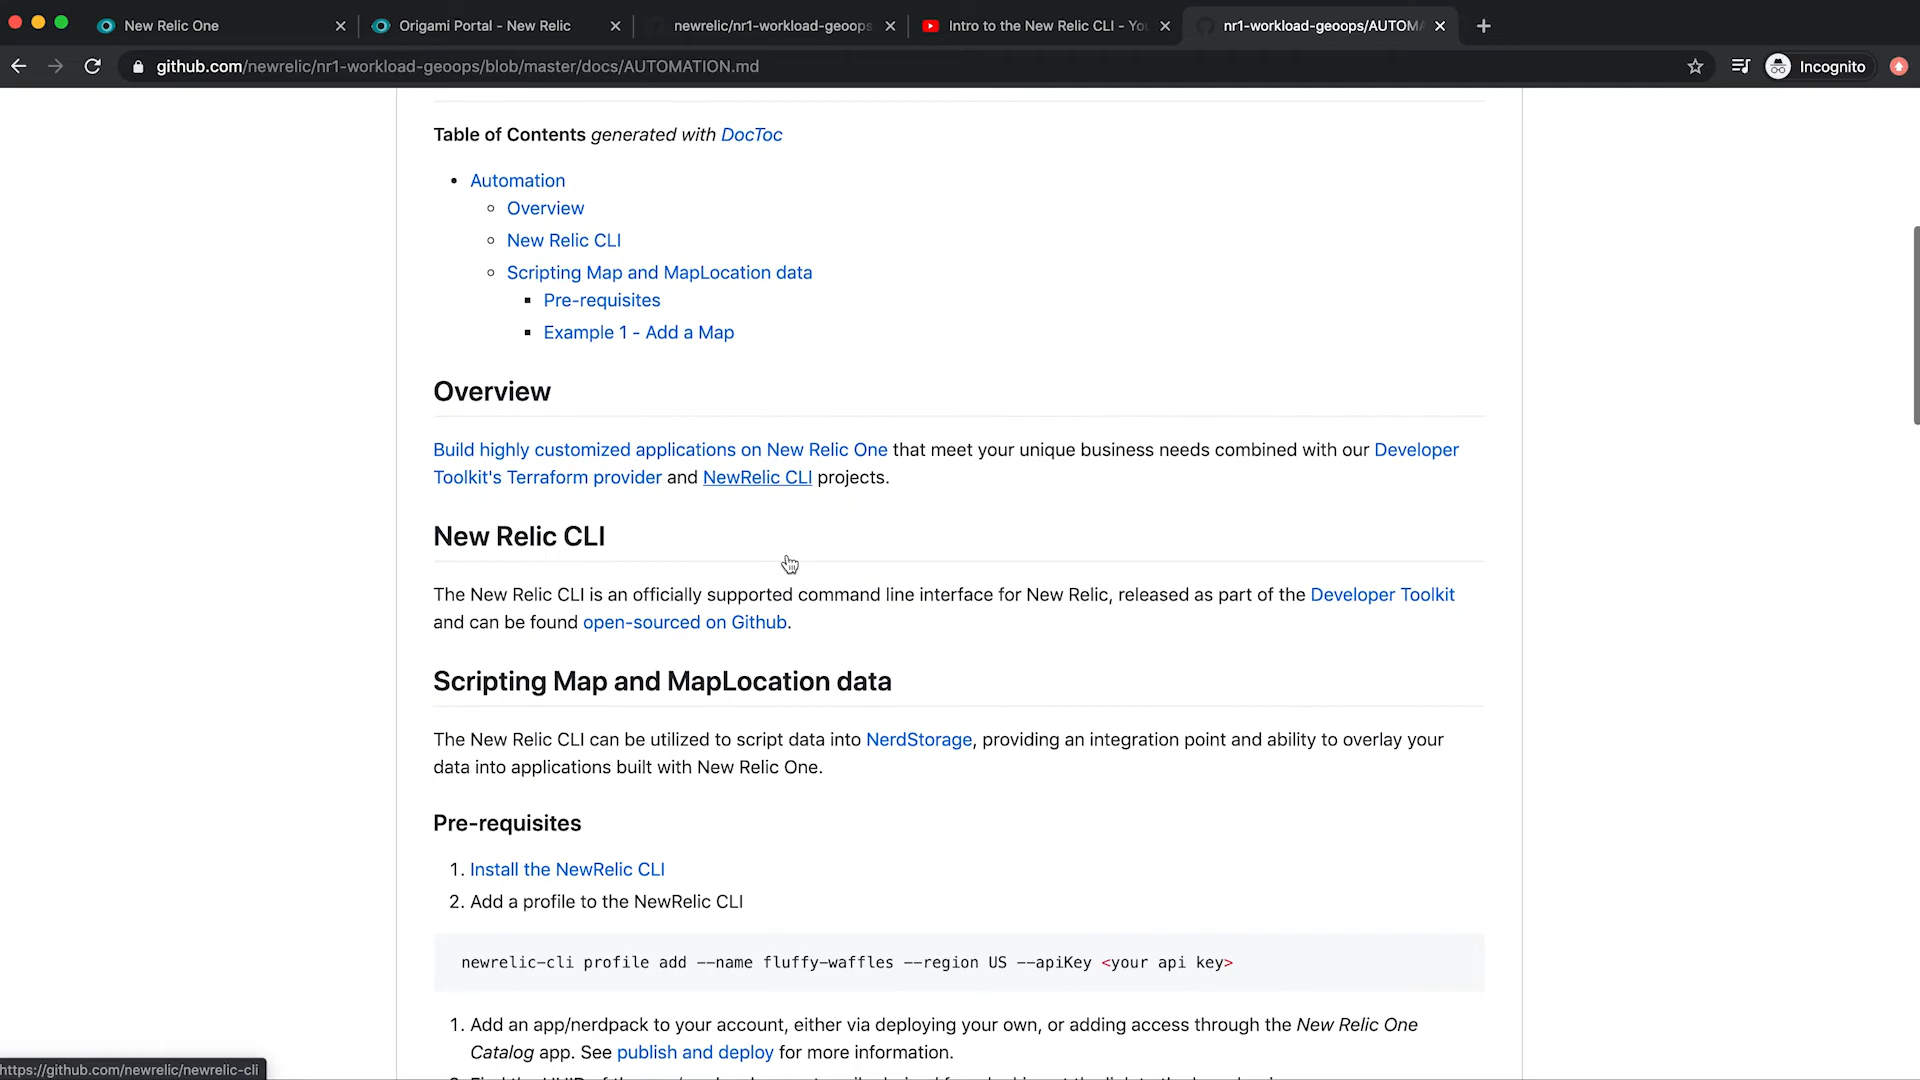 New Relic One
Origami Portal - New Relic
newrelic/nr1-workload-geoops
Intro to the New Relic CLI - Yo
nr1-workload-geoops/AUTOMA
github.com/newrelic/nr1-workload-geoops/blob/master/docs/AUTOMATION.md
Incognito
Table of Contents generated with DocToc
Automation
Overview
New Relic CLI
Scripting Map and MapLocation data
Pre-requisites
Example 1 - Add a Map
Overview
Build highly customized applications on New Relic One that meet your unique business needs combined with our Developer
Toolkit's Terraform provider and NewRelic CLI projects.
New Relic CLI
The New Relic CLI is an officially supported command line interface for New Relic, released as part of the Developer Toolkit
and can be found open-sourced on Github.
Scripting Map and MapLocation data
The New Relic CLI can be utilized to script data into NerdStorage, providing an integration point and ability to overlay your
data into applications built with New Relic One.
Pre-requisites
1. Install the NewRelic CLI
2. Add a profile to the NewRelic CLI
newrelic-cli profile add --name fluffy-waffles --region US --apiKey <your api key>
1. Add an app/nerdpack to your account, either via deploying your own, or adding access through the New Relic One
Catalog app. See publish and deploy for more information.
https://github.com/newrelic/newrelic-cli